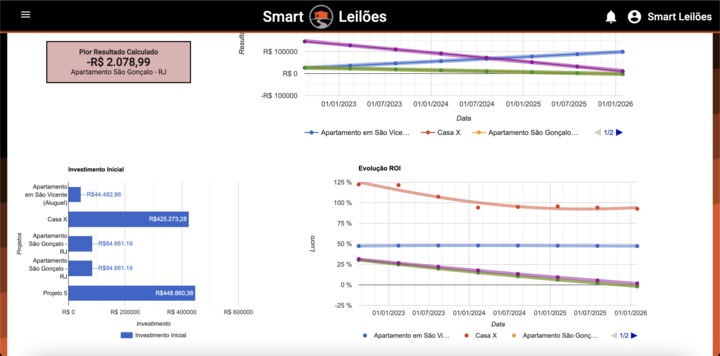 Smart Leilões
Smart Leilões
Pior Resultado Calculado
-R$ 2.078,99
Apartamento São Gonçalo - RJ
R$ 100000
R$ 0
-R$ 100000
01/01/2023 01/07/2023 01/01/2024 01/07/2024 01/01/2025 01/07/2025 01/01/2026
Data
Apartamento em São Vice… Casa X Apartamento São Gonçalo… 1/2
Investimento Inicial
Projetos
Apartamento
em São Vicente
(Aluguel)
R$44.482,86
Casa X
R$425.273,28
Apartamento
São Gonçalo -
RJ
R$84.661,19
Apartamento
São Gonçalo -
RJ
R$84.661,19
Projeto 5
R$448.860,38
R$ 0 R$ 200000 R$ 400000 R$ 600000
Investimento
Investimento Inicial
Evolução ROI
Lucro
125 %
100 %
75 %
50 %
25 %
0 %
-25 %
01/01/2023 01/07/2023 01/01/2024 01/07/2024 01/01/2025 01/07/2025 01/01/2026
Data
Apartamento em São Vi… Casa X Apartamento São Gonç… 1/2